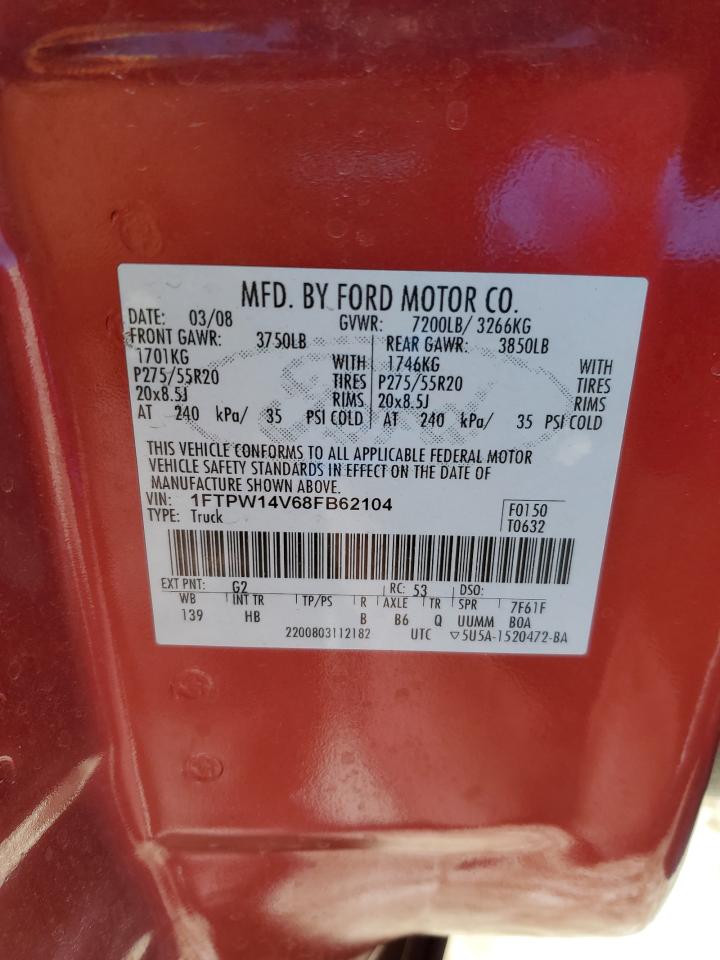 MFD. BY FORD MOTOR CO.
DATE: 03/08 GVWR: 7200LB/ 3266KG
FRONT GAWR: 3750LB REAR GAWR: 3850LB
1701KG WITH 1746KG WITH
P275/55R20 TIRES P275/55R20 TIRES
20x8.5J RIMS 20x8.5J RIMS
AT 240 kPa/ 35 PSI COLD AT 240 kPa/ 35 PSI COLD
THIS VEHICLE CONFORMS TO ALL APPLICABLE FEDERAL MOTOR
VEHICLE SAFETY STANDARDS IN EFFECT ON THE DATE OF
MANUFACTURE SHOWN ABOVE.
VIN: 1FTPW14V68FB62104 F0150
TYPE: Truck T0632
EXT PNT: G2 RC: 53 DSO:
WB INT TR TP/PS R AXLE TR SPR 7F61F
139 HB B B6 Q UUMM B0A
2200803112182 UTC ▽5U5A-1520472-BA